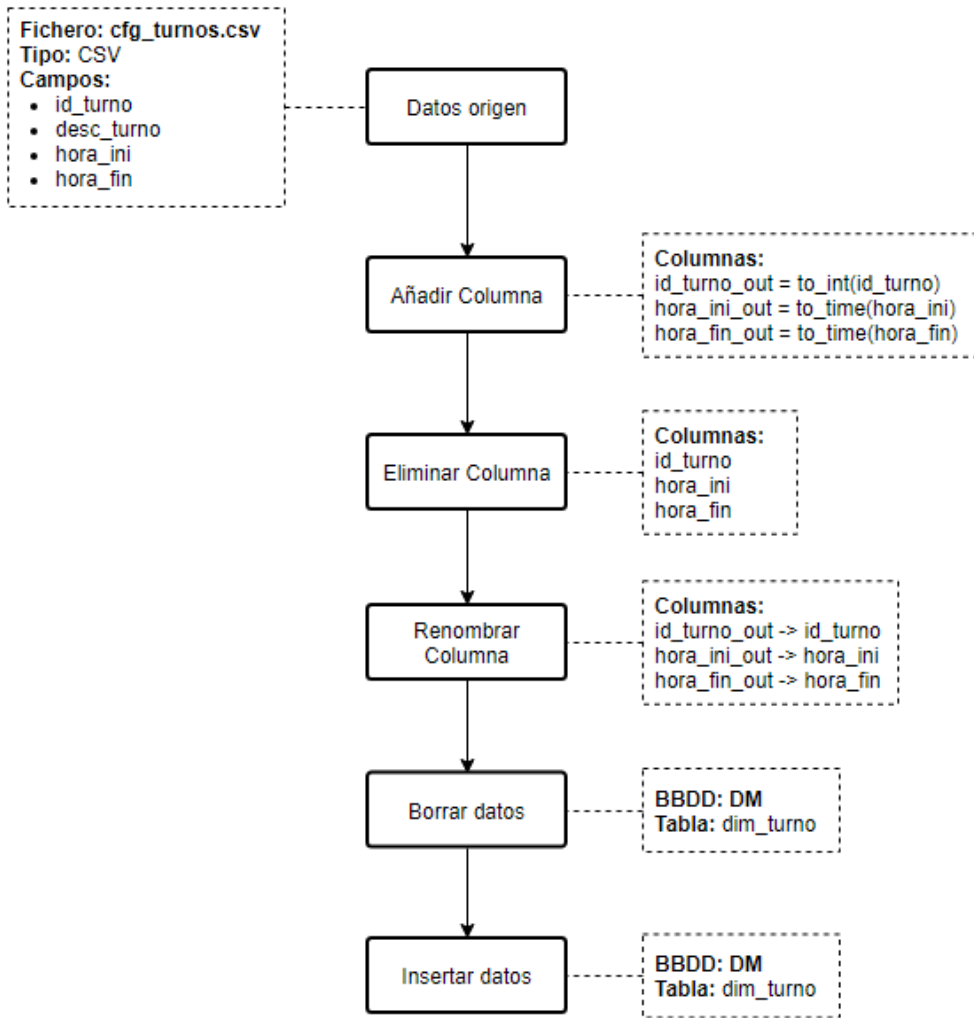 Fichero: cfg_turnos.csv
Tipo: CSV
Campos:
• id_turno
• desc_turno
• hora_ini
• hora_fin
Datos origen
Añadir Columna
Columnas:
id_turno_out = to_int(id_turno)
hora_ini_out = to_time(hora_ini)
hora_fin_out = to_time(hora_fin)
Eliminar Columna
Columnas:
id_turno
hora_ini
hora_fin
Renombrar
Columna
Columnas:
id_turno_out -> id_turno
hora_ini_out -> hora_ini
hora_fin_out -> hora_fin
Borrar datos
BBDD: DM
Tabla: dim_turno
Insertar datos
BBDD: DM
Tabla: dim_turno